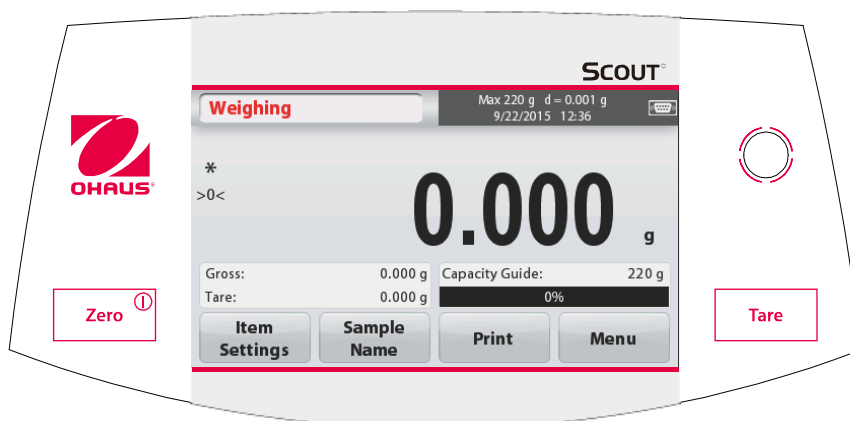 SCOUT
Weighing
Max 220 g d = 0.001 g
9/22/2015 12:36
OHAUS
*
>0<
0.000 g
Gross: 0.000 g
Tare: 0.000 g
Capacity Guide: 220 g
0%
Zero
Tare
Item
Settings
Sample
Name
Print
Menu